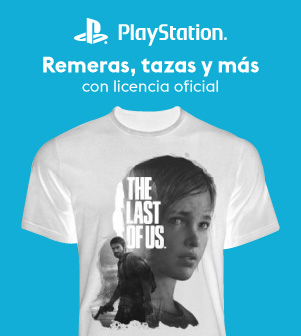 PlayStation.
Remeras, tazas y más
con licencia oficial
THE
LAST
OF US